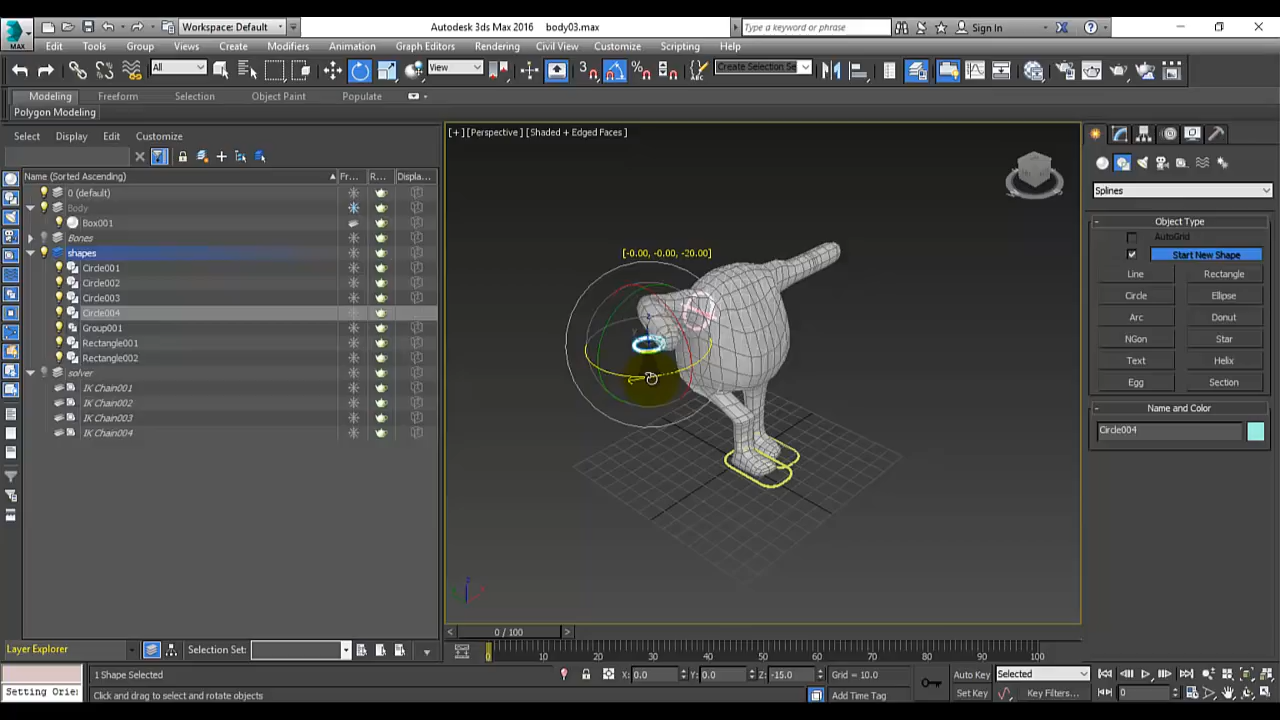 Workspace: Default
Autodesk 3ds Max 2016 body03.max
Type a keyword or phrase
Sign In
MAX
Edit Tools Group Views Create Modifiers Animation Graph Editors Rendering Civil View Customize Scripting Help
All
View
Create Selection Se
Modeling Freeform Selection Object Paint Populate
Polygon Modeling
Select Display Edit Customize
Name (Sorted Ascending) Fr... R... Displa...
0 (default)
Body
Box001
Bones
shapes
Circle001
Circle002
Circle003
Circle004
Group001
Rectangle001
Rectangle002
solver
IK Chain001
IK Chain002
IK Chain003
IK Chain004
[+] [Perspective] [Shaded + Edged Faces]
[-0.00, -0.00, -20.00]
Splines
Object Type
AutoGrid
Start New Shape
Line Rectangle
Circle Ellipse
Arc Donut
NGon Star
Text Helix
Egg Section
Name and Color
Circle004
0 / 100
Layer Explorer
Selection Set:
0 10 20 30 40 50 60 70 80 90 100
1 Shape Selected
X: 0.0 Y: 0.0 Z: -15.0 Grid = 10.0
Auto Key Selected
Setting Orie:
Click and drag to select and rotate objects
Add Time Tag
Set Key Key Filters...
0